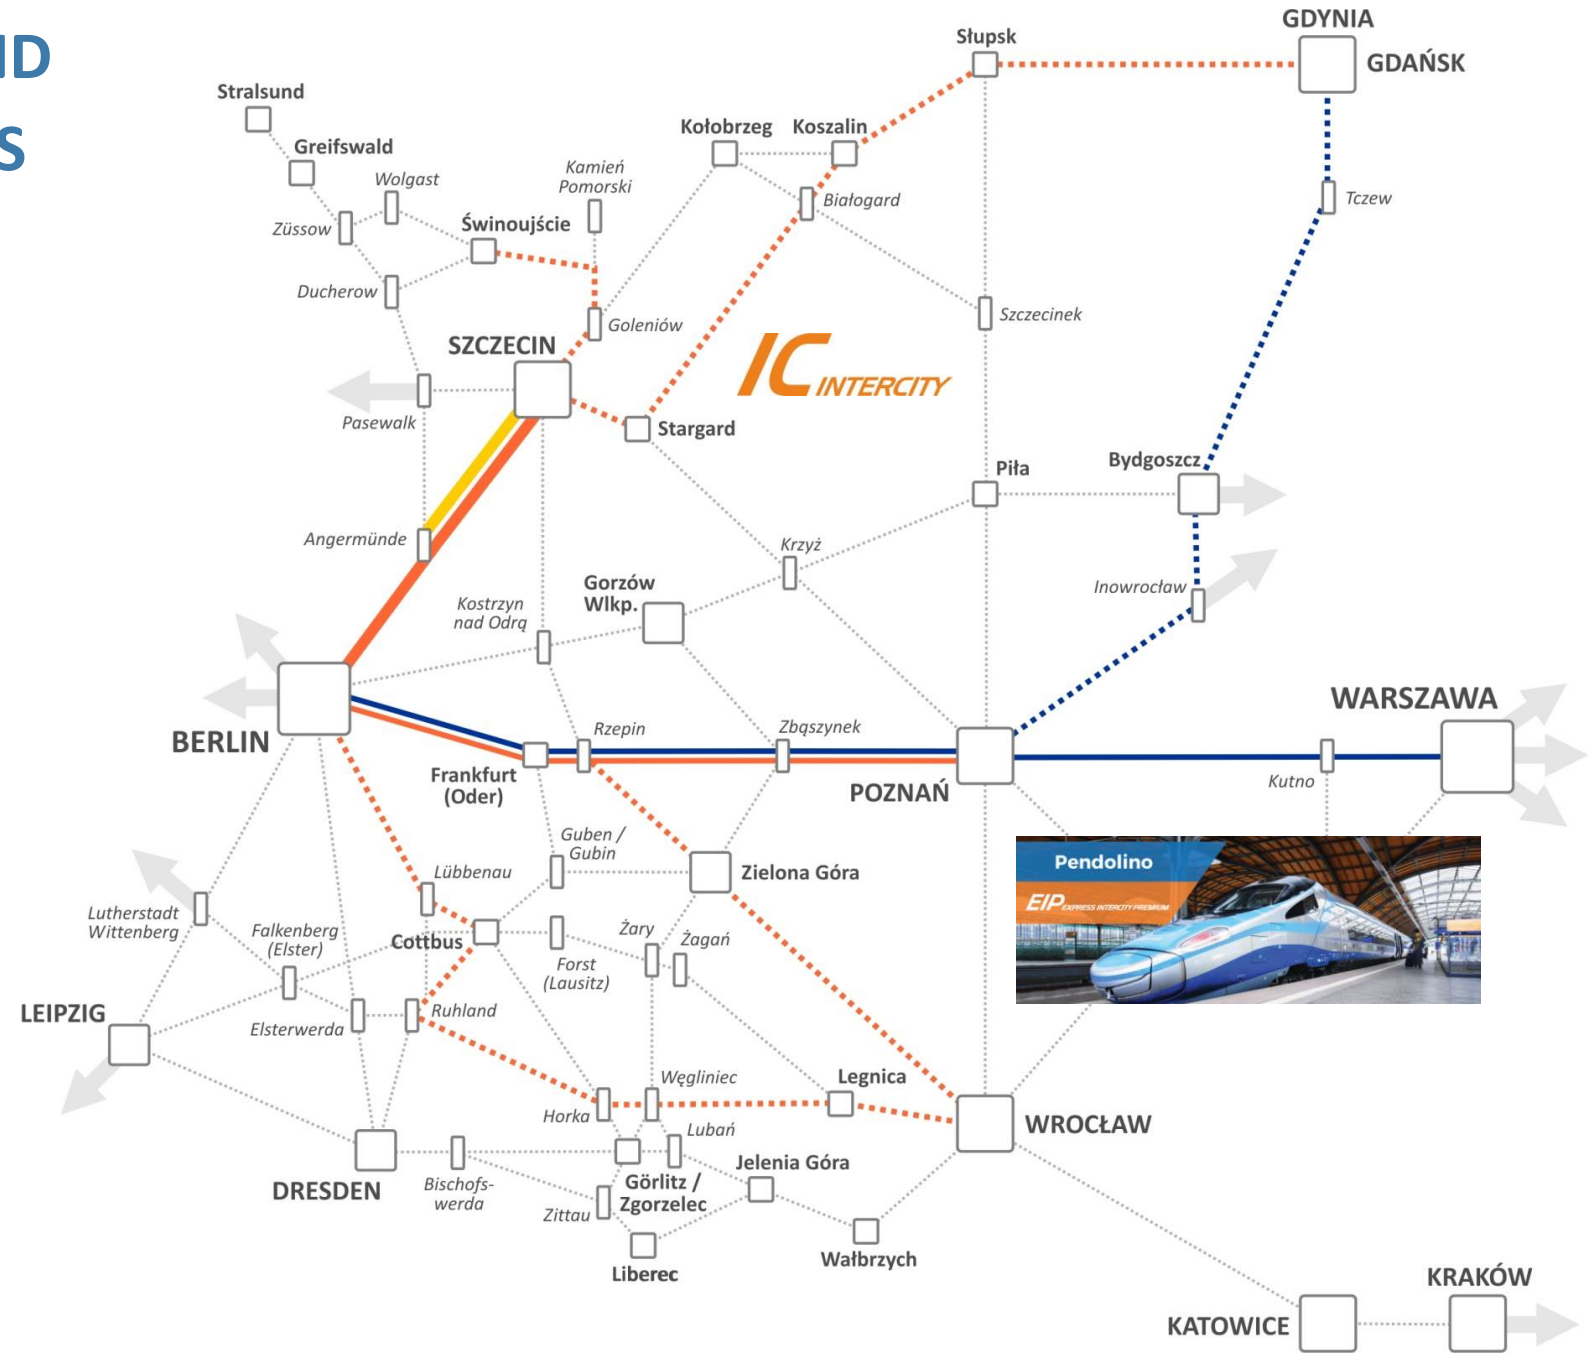 ND
S
GDYNIA
GDAŃSK
Słupsk
Stralsund
Greifswald
Kołobrzeg
Koszalin
Kamień
Pomorski
Wolgast
Białogard
Tczew
Świnoujście
Züssow
Ducherow
Goleniów
Szczecinek
SZCZECIN
IC INTERCITY
Pasewalk
Stargard
Bydgoszcz
Piła
Angermünde
Krzyż
Gorzów
Wlkp.
Inowrocław
Kostrzyn
nad Odrą
WARSZAWA
BERLIN
Rzepin
Zbąszynek
Frankfurt
(Oder)
POZNAŃ
Kutno
Guben /
Gubin
Pendolino
Lübbenau
Zielona Góra
EIP EXPRESS INTERCITY PREMIUM
Lutherstadt
Wittenberg
Falkenberg
(Elster)
Cottbus
Żary
Żagań
Forst
(Lausitz)
LEIPZIG
Elsterwerda
Ruhland
Węgliniec
Legnica
Horka
WROCŁAW
Lubań
Jelenia Góra
DRESDEN
Bischofs-
werda
Görlitz /
Zgorzelec
Zittau
Liberec
Wałbrzych
KRAKÓW
KATOWICE